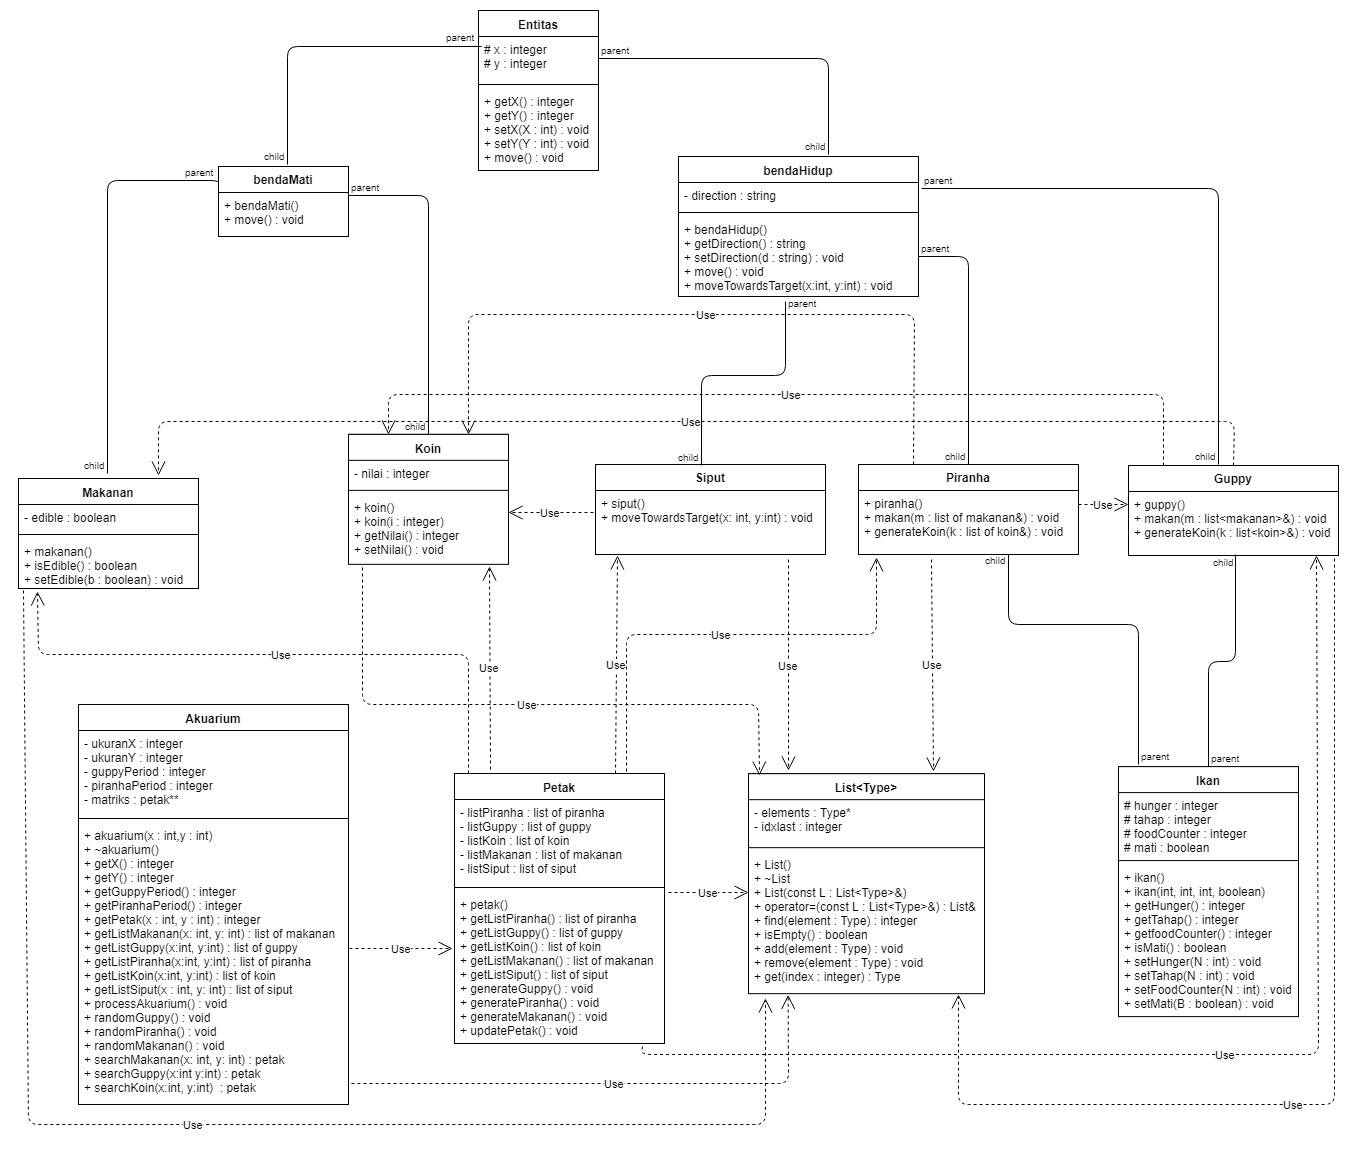 Entitas
# x : integer
# y : integer
+ getX() : integer
+ getY() : integer
+ setX(X : int) : void
+ setY(Y : int) : void
+ move() : void
parent
parent
child
child
bendaMati
+ bendaMati()
+ move() : void
parent
parent
bendaHidup
- direction : string
+ bendaHidup()
+ getDirection() : string
+ setDirection(d : string) : void
+ move() : void
+ moveTowardsTarget(x:int, y:int) : void
parent
parent
parent
Use
Use
Use
child
child
child
child
child
Makanan
- edible : boolean
+ makanan()
+ isEdible() : boolean
+ setEdible(b : boolean) : void
Koin
- nilai : integer
+ koin()
+ koin(i : integer)
+ getNilai() : integer
+ setNilai() : void
Use
Siput
+ siput()
+ moveTowardsTarget(x: int, y:int) : void
Piranha
+ piranha()
+ makan(m : list of makanan&) : void
+ generateKoin(k : list of koin&) : void
Use
Guppy
+ guppy()
+ makan(m : list<makanan>&) : void
+ generateKoin(k : list<koin>&) : void
child
child
Use
Use
Use
Use
Use
Use
Use
parent
parent
Akuarium
- ukuranX : integer
- ukuranY : integer
- guppyPeriod : integer
- piranhaPeriod : integer
- matriks : petak**
+ akuarium(x : int,y : int)
+ ~akuarium()
+ getX() : integer
+ getY() : integer
+ getGuppyPeriod() : integer
+ getPiranhaPeriod() : integer
+ getPetak(x : int, y : int) : integer
+ getListMakanan(x: int, y: int) : list of makanan
+ getListGuppy(x:int, y:int) : list of guppy
+ getListPiranha(x:int, y:int) : list of piranha
+ getListKoin(x:int, y:int) : list of koin
+ getListSiput(x : int, y: int) : list of siput
+ processAkuarium() : void
+ randomGuppy() : void
+ randomPiranha() : void
+ randomMakanan() : void
+ searchMakanan(x: int, y: int) : petak
+ searchGuppy(x:int y:int) : petak
+ searchKoin(x:int, y:int)  : petak
Use
Petak
- listPiranha : list of piranha
- listGuppy : list of guppy
- listKoin : list of koin
- listMakanan : list of makanan
- listSiput : list of siput
+ petak()
+ getListPiranha() : list of piranha
+ getListGuppy() : list of guppy
+ getListKoin() : list of koin
+ getListMakanan() : list of makanan
+ getListSiput() : list of siput
+ generateGuppy() : void
+ generatePiranha() : void
+ generateMakanan() : void
+ updatePetak() : void
Use
List<Type>
- elements : Type*
- idxlast : integer
+ List()
+ ~List
+ List(const L : List<Type>&)
+ operator=(const L : List<Type>&) : List&
+ find(element : Type) : integer
+ isEmpty() : boolean
+ add(element : Type) : void
+ remove(element : Type) : void
+ get(index : integer) : Type
Ikan
# hunger : integer
# tahap : integer
# foodCounter : integer
# mati : boolean
+ ikan()
+ ikan(int, int, int, boolean)
+ getHunger() : integer
+ getTahap() : integer
+ getfoodCounter() : integer
+ isMati() : boolean
+ setHunger(N : int) : void
+ setTahap(N : int) : void
+ setFoodCounter(N : int) : void
+ setMati(B : boolean) : void
Use
Use
Use
Use